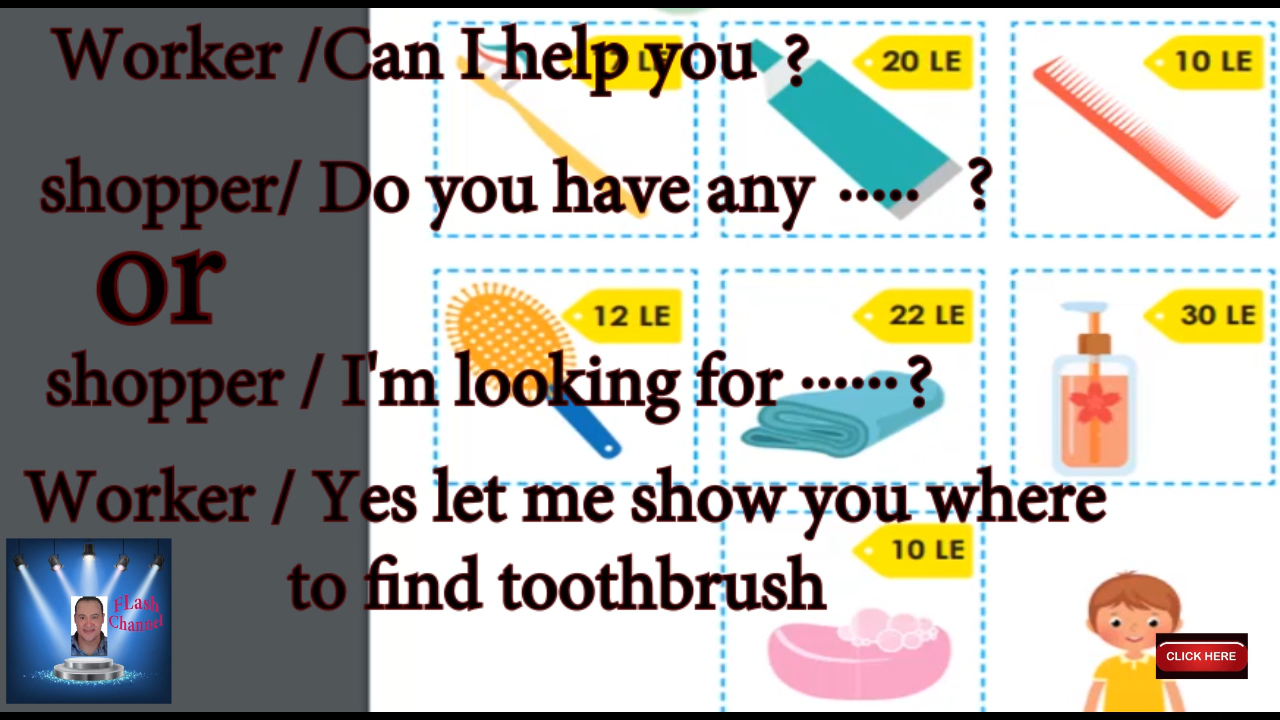 Worker /Can I help you ?
LE
20 LE
10 LE
shopper/ Do you have any ..... ?
or
12 LE
22 LE
30 LE
shopper / I'm looking for ......?
Worker / Yes let me show you where
to find toothbrush
10 LE
FLash
Channel
CLICK HERE